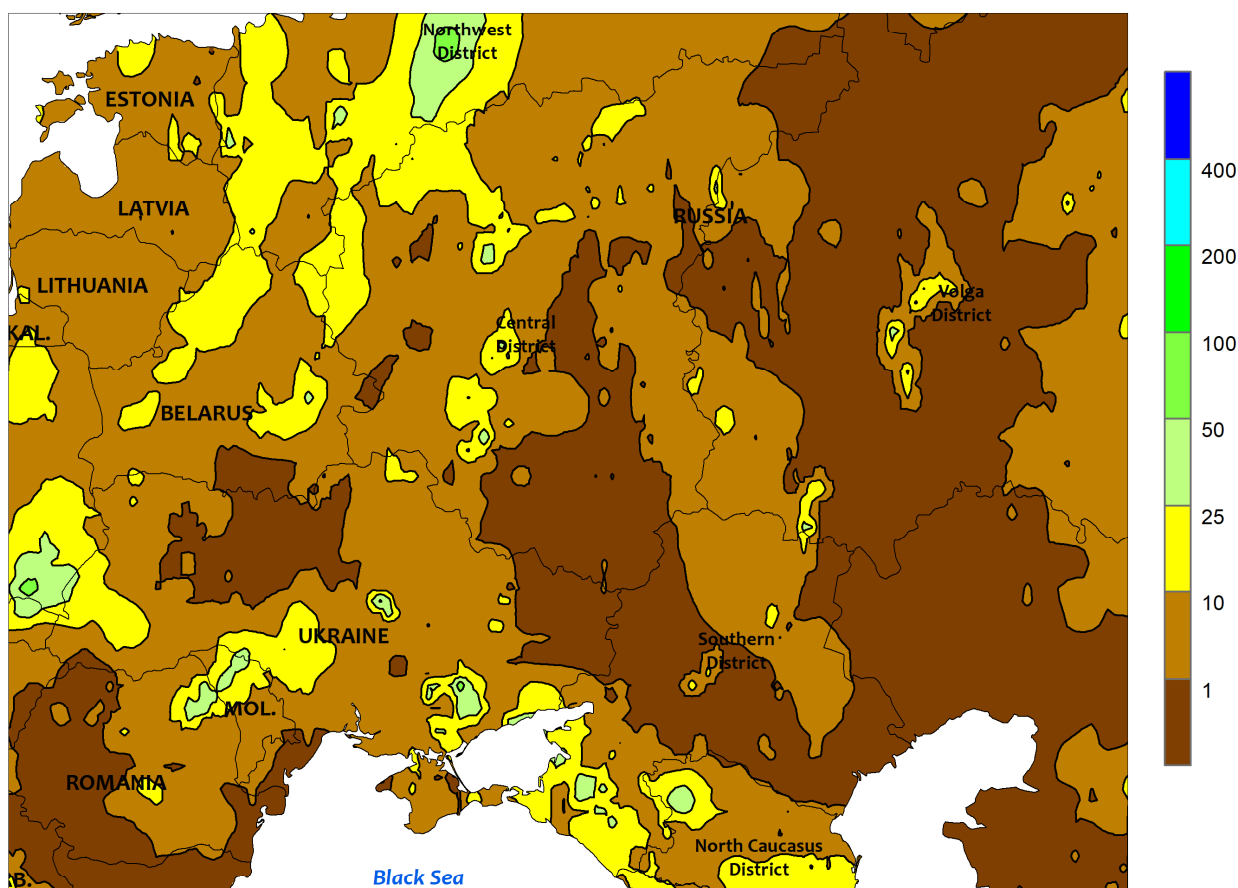 Northwest
District
ESTONIA
400
LATVIA
RUSSIA
200
LITHUANIA
Volga
District
KAL.
Central
District
100
BELARUS
50
25
10
UKRAINE
Southern
District
1
MOL.
ROMANIA
North Caucasus
District
B.
Black Sea